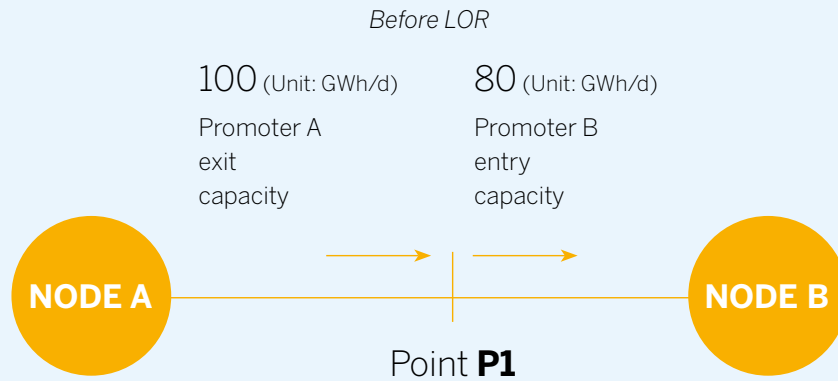 Before LOR
100 (Unit: GWh/d)
Promoter A
exit
capacity
80 (Unit: GWh/d)
Promoter B
entry
capacity
NODE A
NODE B
Point P1